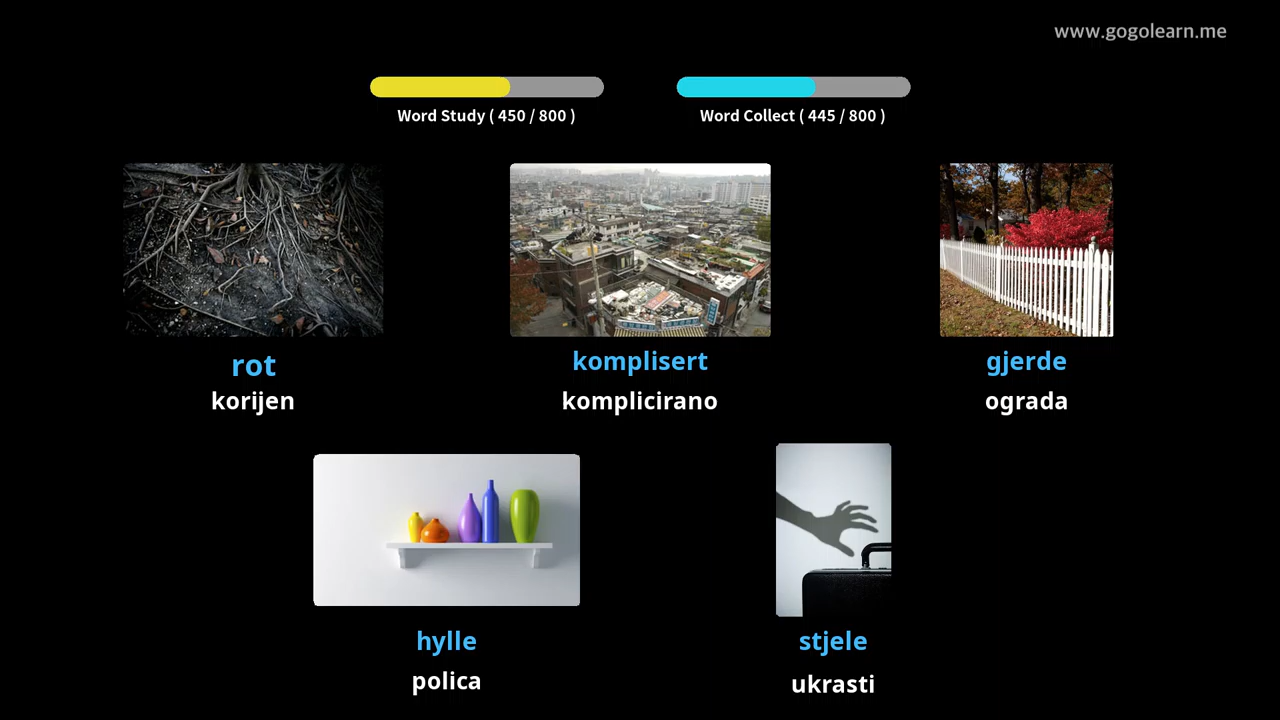 www.gogolearn.me
Word Study ( 450 / 800 )
Word Collect ( 445 / 800 )
rot
korijen
komplisert
komplicirano
gjerde
ograda
hylle
polica
stjele
ukrasti